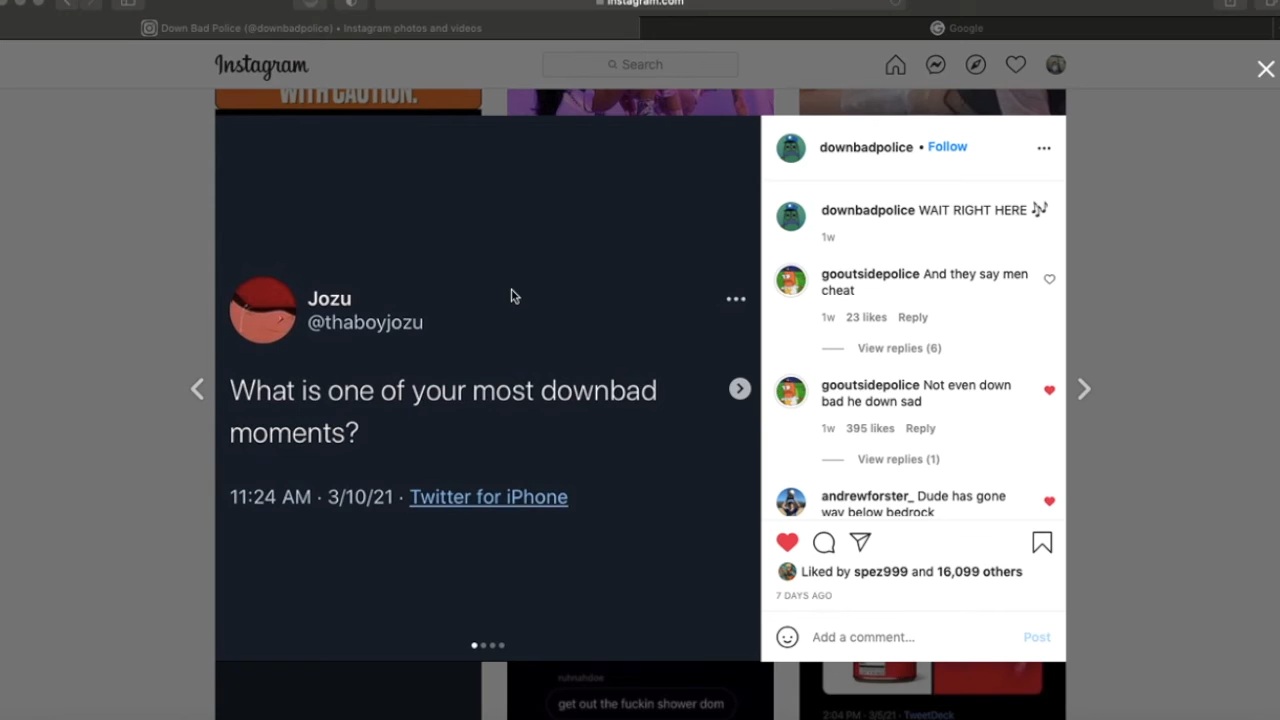 instagram.com
Down Bad Police (@downbadpolice) • Instagram photos and videos
Google
Instagram
Search
WITH CAUTION.
downbadpolice • Follow
downbadpolice WAIT RIGHT HERE 🎶
1w
gooutsidepolice And they say men
cheat
1w 23 likes Reply
View replies (6)
gooutsidepolice Not even down
bad he down sad
1w 395 likes Reply
View replies (1)
andrewforster_ Dude has gone
way below bedrock
Liked by spez999 and 16,099 others
7 DAYS AGO
Add a comment...
Post
Jozu
@thaboyjozu
What is one of your most downbad
moments?
11:24 AM · 3/10/21 · Twitter for iPhone
rubnahdoe
get out the fuckin shower dom
2:04 PM · 3/5/21 · TweetDeck